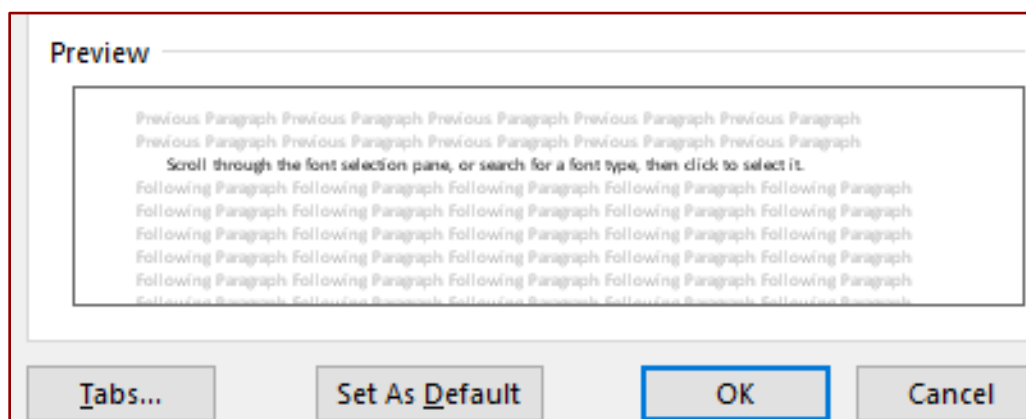 Preview
Previous Paragraph Previous Paragraph Previous Paragraph Previous Paragraph Previous Paragraph
Previous Paragraph Previous Paragraph Previous Paragraph Previous Paragraph Previous Paragraph
Scroll through the font selection pane, or search for a font type, then click to select it.
Following Paragraph Following Paragraph Following Paragraph Following Paragraph Following Paragraph
Following Paragraph Following Paragraph Following Paragraph Following Paragraph Following Paragraph
Following Paragraph Following Paragraph Following Paragraph Following Paragraph Following Paragraph
Following Paragraph Following Paragraph Following Paragraph Following Paragraph Following Paragraph
Following Paragraph Following Paragraph Following Paragraph Following Paragraph Following Paragraph
Following Paragraph Following Paragraph Following Paragraph Following Paragraph Following Paragraph
Tabs... Set As Default OK Cancel